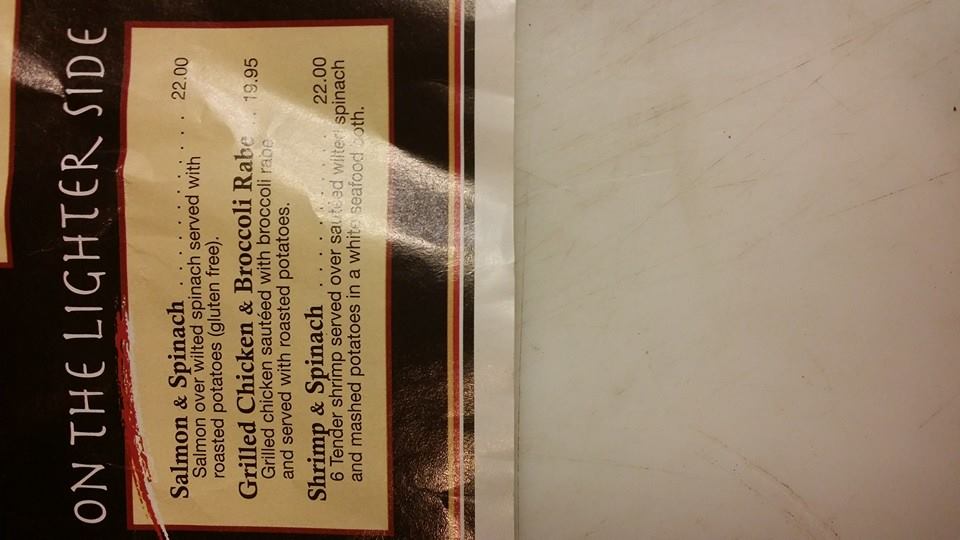 ON THE LIGHTER SIDE
Salmon & Spinach . . . . . . . . . . . . . . . 22.00
Salmon over wilted spinach served with
roasted potatoes (gluten free).
Grilled Chicken & Broccoli Rabe . . 19.95
Grilled chicken sautéed with broccoli rabe
and served with roasted potatoes.
Shrimp & Spinach . . . . . . . . . . . . . . . 22.00
6 Tender shrimp served over sautéed wilted spinach
and mashed potatoes in a white seafood broth.